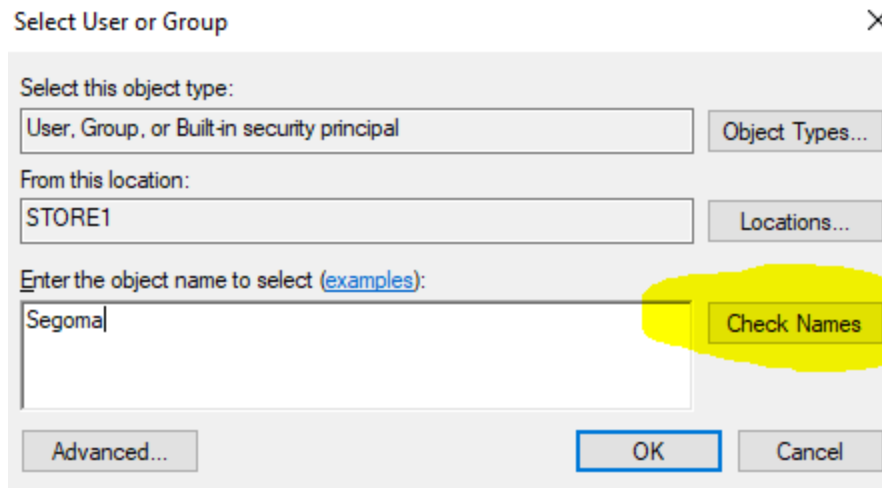 Select User or Group
Select this object type:
User, Group, or Built-in security principal
Object Types...
From this location:
STORE1
Locations...
Enter the object name to select (examples):
Segoma
Check Names
Advanced...
OK
Cancel